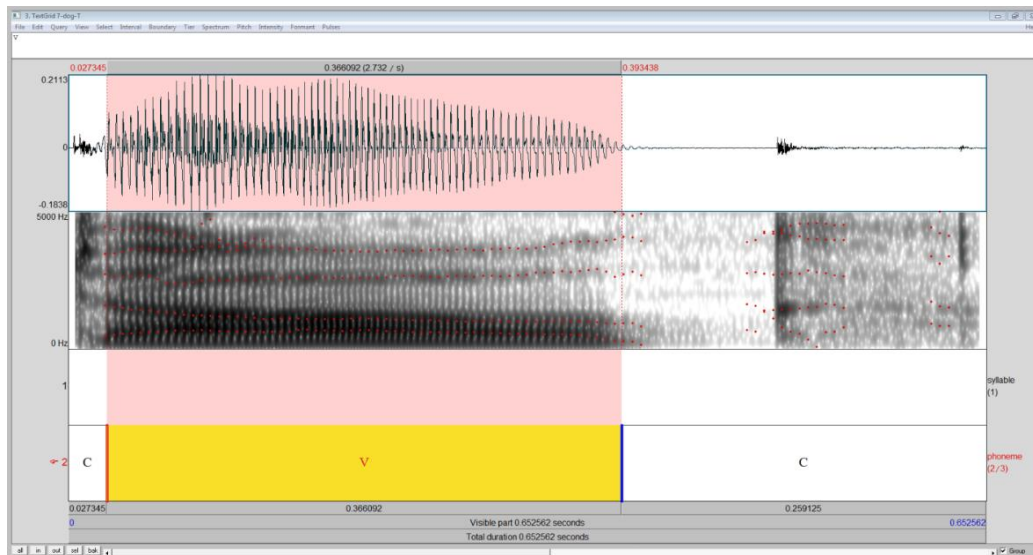 3. TextGrid 7-dog-T
File Edit Query View Select Interval Boundary Tier Spectrum Pitch Intensity Formant Pulses
0.027345 0.366092 (2.732 / s) 0.393438
0.2113
0
-0.1838
5000 Hz
0 Hz
1 syllable
(1)
2 C V C phoneme
(2/3)
0.027345 0.366092 0.259125
0 Visible part 0.652562 seconds 0.652562
Total duration 0.652562 seconds
all in out sel bak Group